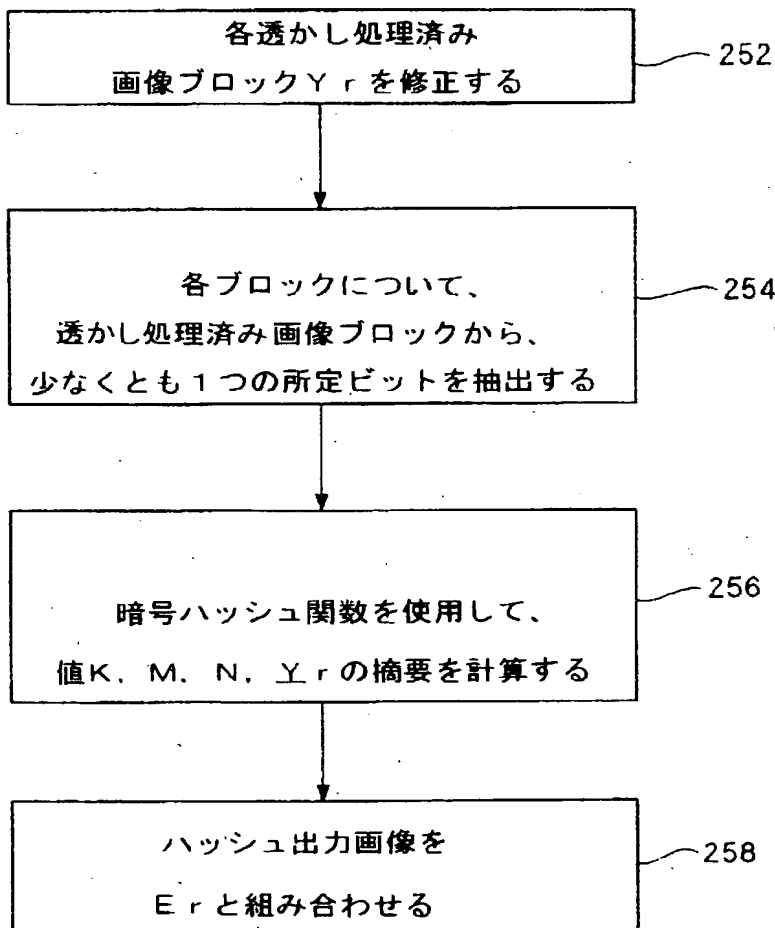 各透かし処理済み
画像ブロックＹｒを修正する
252
各ブロックについて、
透かし処理済み画像ブロックから、
少なくとも１つの所定ビットを抽出する
254
暗号ハッシュ関数を使用して、
値Ｋ，Ｍ，Ｎ，Ｙｒの摘要を計算する
256
ハッシュ出力画像を
Ｅｒと組み合わせる
258